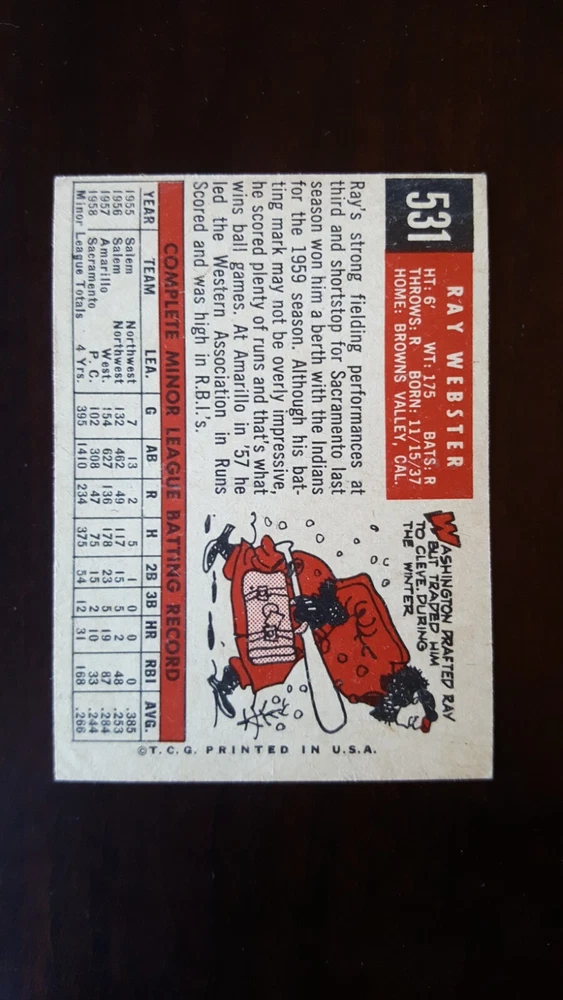 531
RAY WEBSTER
HT: 6' WT: 175 BATS: R
THROWS: R BORN: 11/15/37
HOME: BROWNS VALLEY, CAL.
Ray's strong fielding performances at
third and shortstop for Sacramento last
season won him a berth with the Indians
for the 1959 season. Although his bat-
ting mark may not be overly impressive,
he scored plenty of runs and that's what
wins ball games. At Amarillo in '57 he
led the Western Association in Runs
Scored and was high in R.B.I.'s.
WASHINGTON DRAFTED RAY
BUT TRADED HIM
TO CLEVE. DURING
THE WINTER
COMPLETE MINOR LEAGUE BATTING RECORD
YEAR TEAM LEA. G AB R H 2B 3B HR RBI AVG.
1955 Salem Northwest 7 13 2 5 1 0 0 0 .385
1956 Salem Northwest 132 462 49 117 15 5 2 48 .253
1957 Amarillo West. 154 627 136 178 23 5 19 87 .284
1958 Sacramento P. C. 102 308 47 75 15 2 10 33 .244
Minor League Totals 4 Yrs. 395 1410 234 375 54 12 31 168 .266
©T.C.G. PRINTED IN U.S.A.